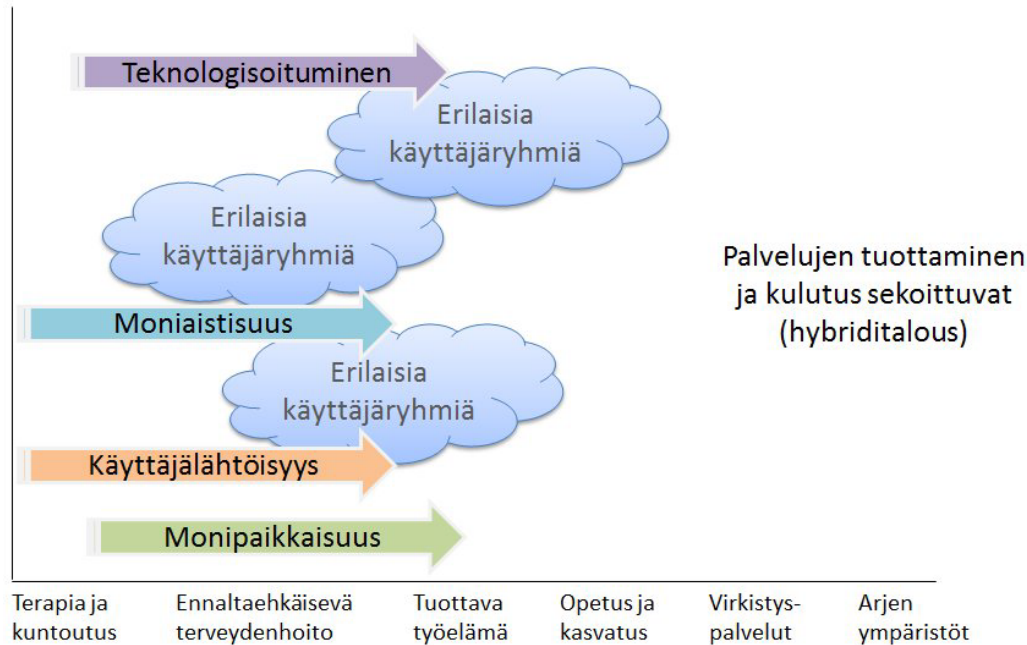 Teknologisoituminen
Erilaisia
käyttäjäryhmiä
Erilaisia
käyttäjäryhmiä
Palvelujen tuottaminen
ja kulutus sekoittuvat
(hybriditalous)
Moniaistisuus
Erilaisia
käyttäjäryhmiä
Käyttäjälähtöisyys
Monipaikkaisuus
Terapia ja
kuntoutus
Ennaltaehkäisevä
terveydenhoito
Tuottava
työelämä
Opetus ja
kasvatus
Virkistys-
palvelut
Arjen
ympäristöt